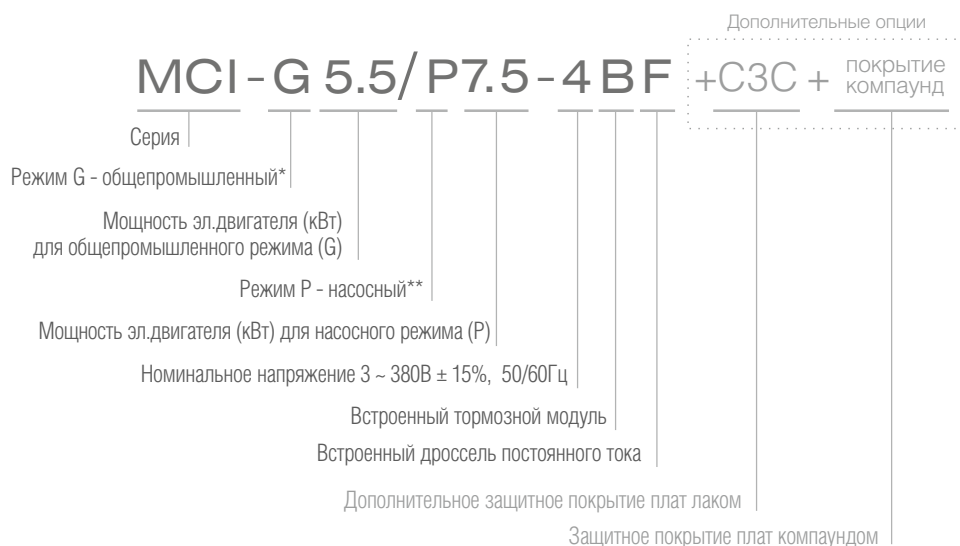 Дополнительные опции
MCI-G 5.5/P7.5-4BF +C3C + покрытие
компаунд
Серия
Режим G - общепромышленный*
Мощность эл.двигателя (кВт)
для общепромышленного режима (G)
Режим P - насосный**
Мощность эл.двигателя (кВт) для насосного режима (P)
Номинальное напряжение 3 ~ 380В ± 15%, 50/60Гц
Встроенный тормозной модуль
Встроенный дроссель постоянного тока
Дополнительное защитное покрытие плат лаком
Защитное покрытие плат компаундом